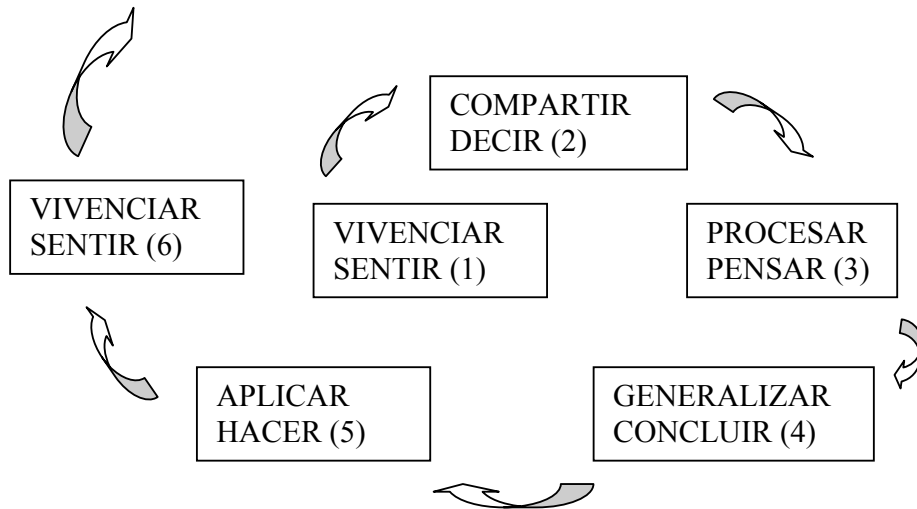 COMPARTIR
DECIR (2)
VIVENCIAR
SENTIR (6)
VIVENCIAR
SENTIR (1)
PROCESAR
PENSAR (3)
APLICAR
HACER (5)
GENERALIZAR
CONCLUIR (4)